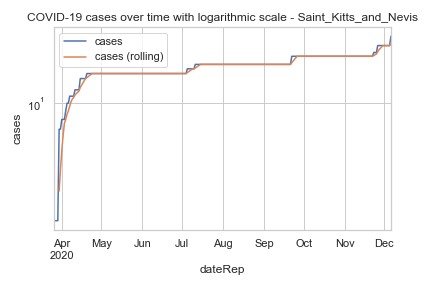 COVID-19 cases over time with logarithmic scale - Saint_Kitts_and_Nevis
cases
cases (rolling)
10¹
cases
Apr May Jun Jul Aug Sep Oct Nov Dec
2020
dateRep